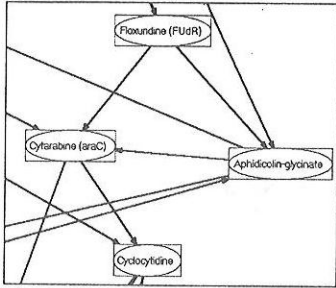 Floxuridine (FUdR)
Cytarabine (araC)
Aphidicolin-glycinate
Cyclocytidine